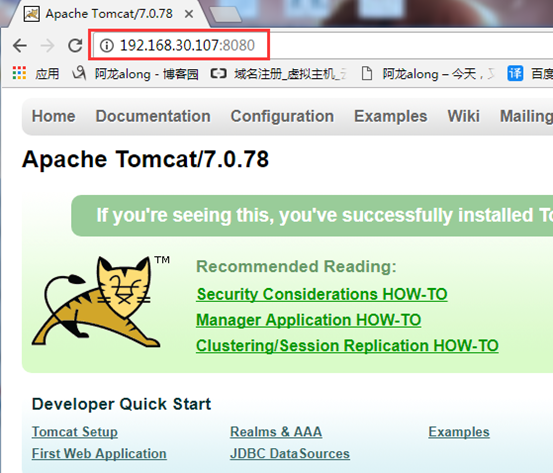 Apache Tomcat/7.0.78
192.168.30.107:8080
应用 阿龙along - 博客园 域名注册_虚拟主机_ 阿龙along – 今天， 译 百度
Home Documentation Configuration Examples Wiki Mailing
Apache Tomcat/7.0.78
If you're seeing this, you've successfully installed To
TM
Recommended Reading:
Security Considerations HOW-TO
Manager Application HOW-TO
Clustering/Session Replication HOW-TO
Developer Quick Start
Tomcat Setup Realms & AAA Examples
First Web Application JDBC DataSources